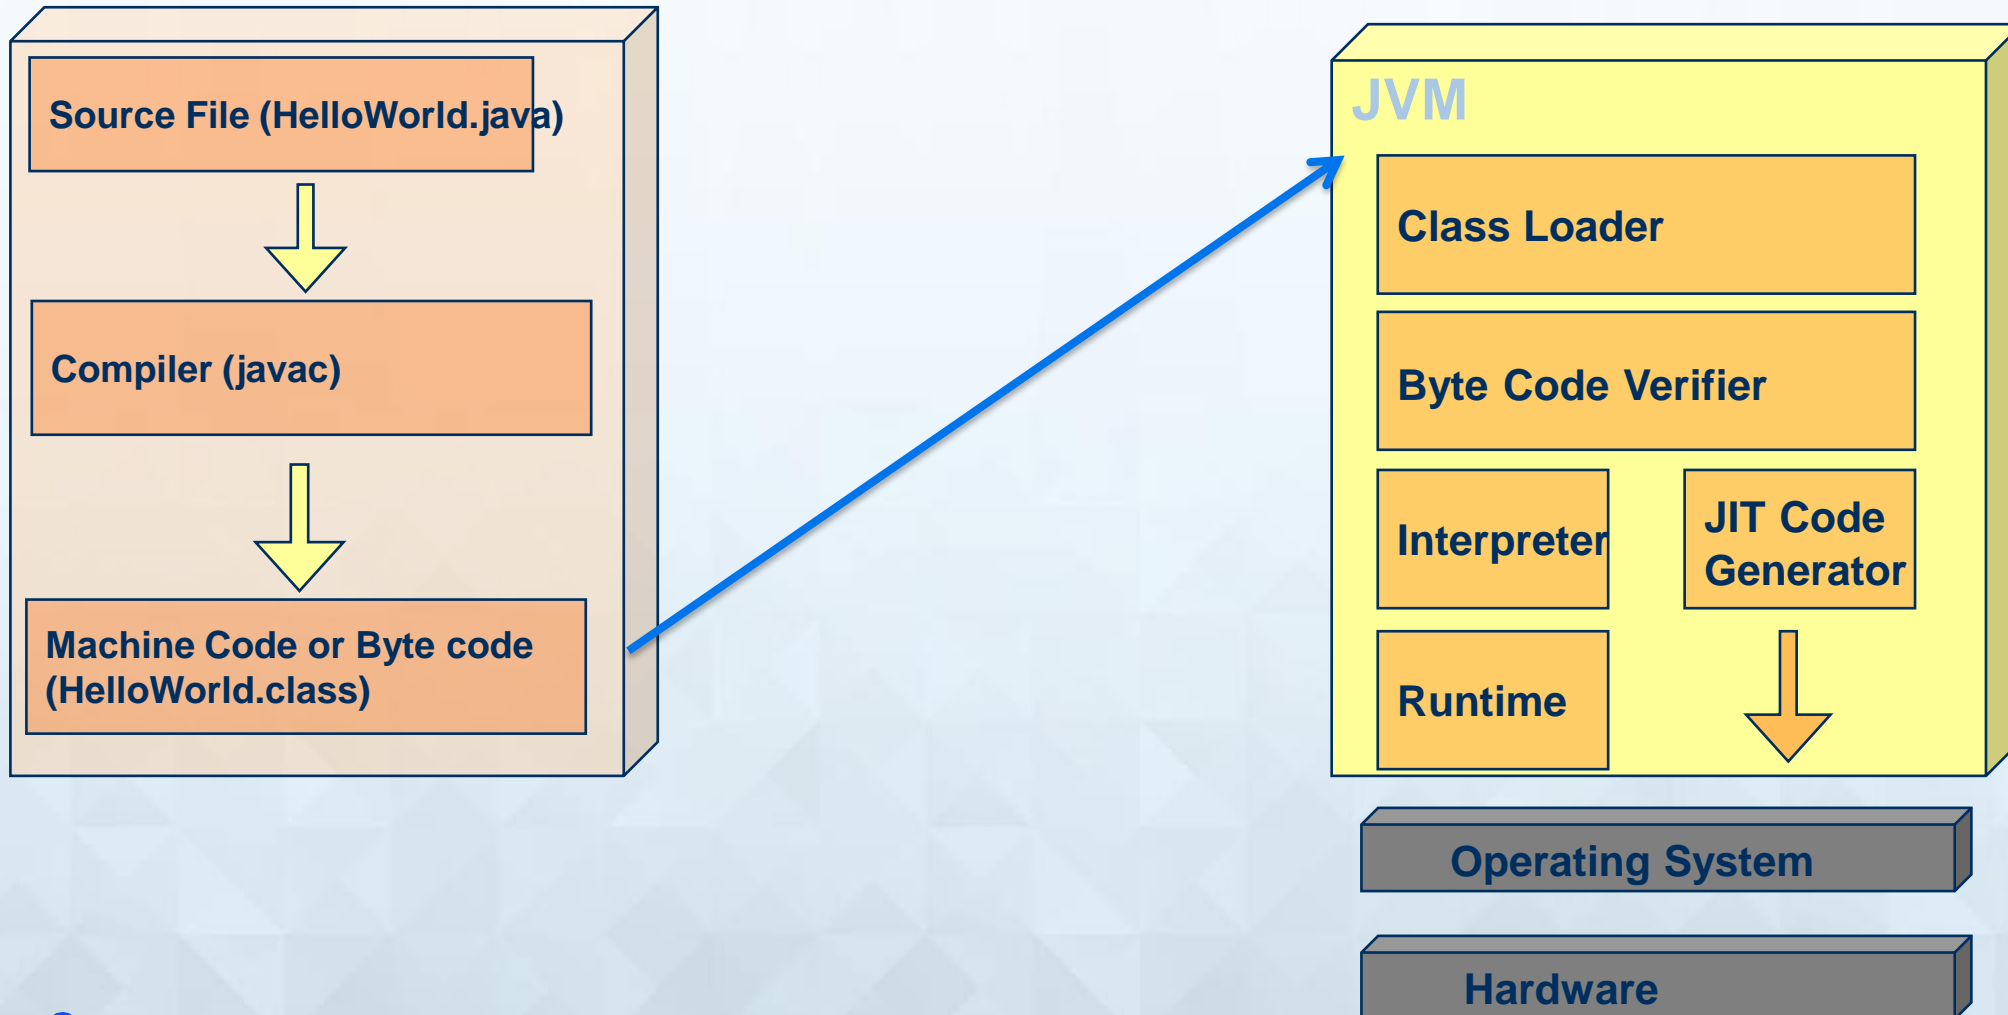 Source File (HelloWorld.java)
Compiler (javac)
Machine Code or Byte code
(HelloWorld.class)
JVM
Class Loader
Byte Code Verifier
Interpreter
JIT Code
Generator
Runtime
Operating System
Hardware